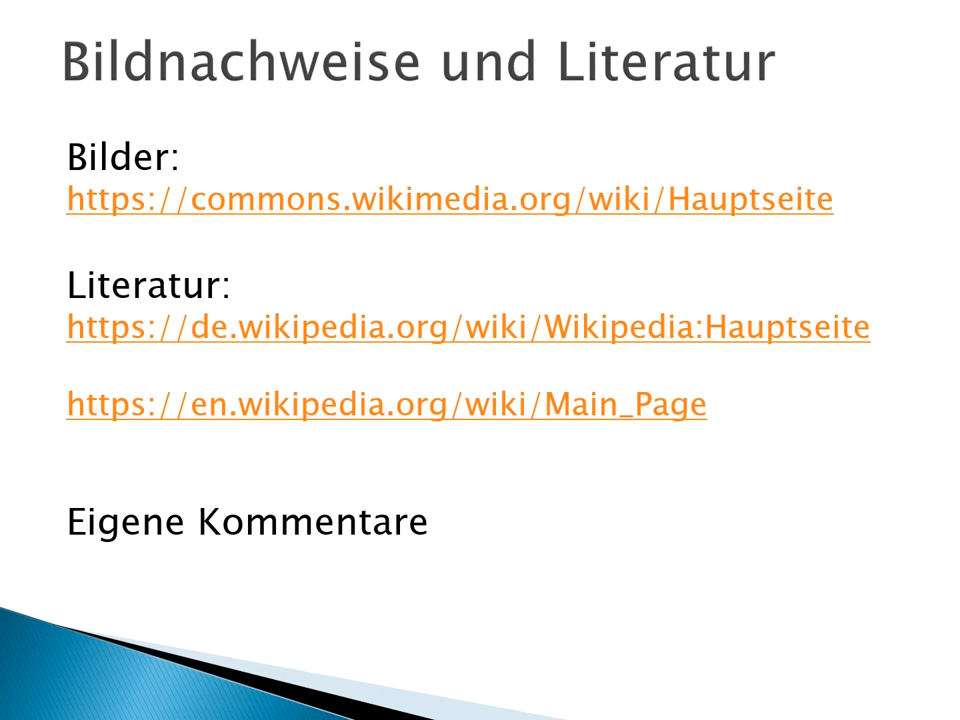 Bildnachweise und Literatur
Bilder:
https://commons.wikimedia.org/wiki/Hauptseite
Literatur:
https://de.wikipedia.org/wiki/Wikipedia:Hauptseite
https://en.wikipedia.org/wiki/Main_Page
Eigene Kommentare